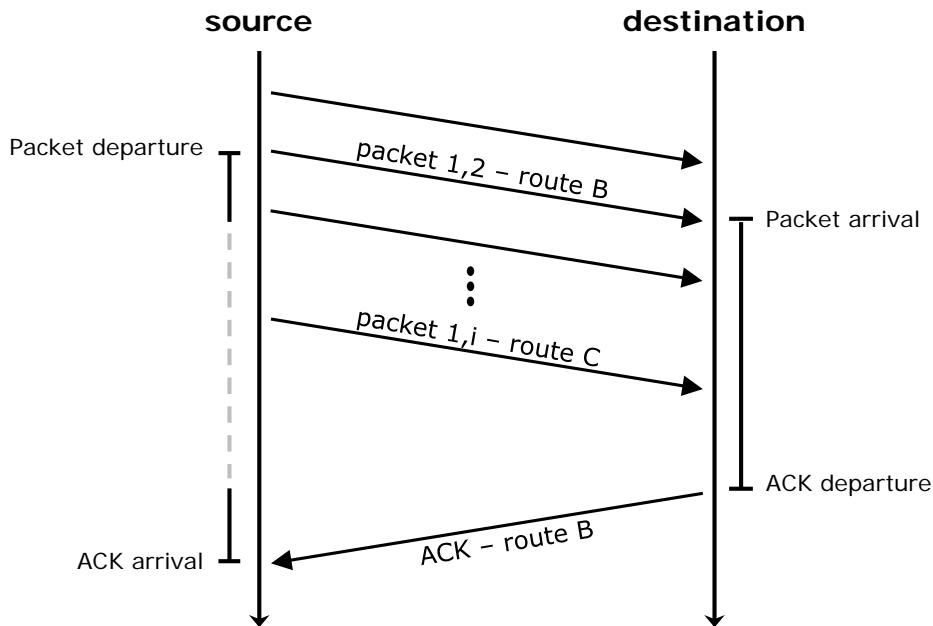 source
destination
Packet departure
packet 1,2 – route B
Packet arrival
packet 1,i – route C
ACK departure
ACK – route B
ACK arrival